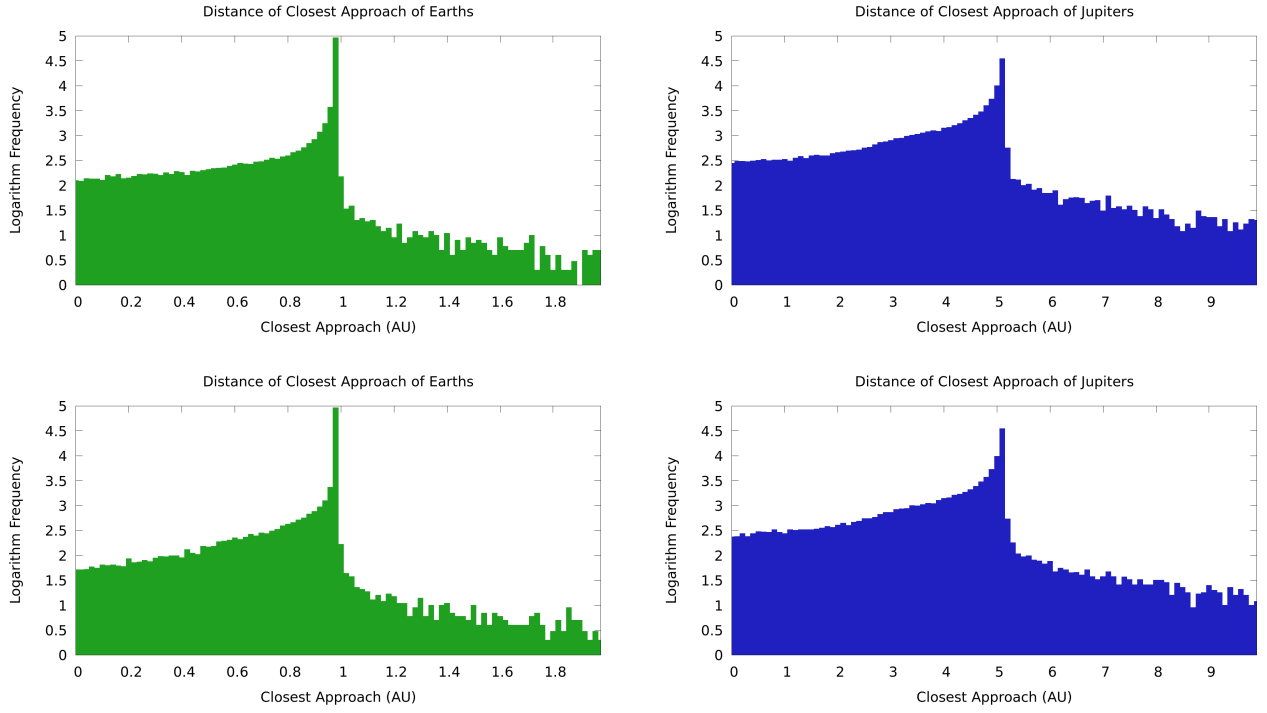 Distance of Closest Approach of Earths
Logarithm Frequency
5
4.5
4
3.5
3
2.5
2
1.5
1
0.5
0
0 0.2 0.4 0.6 0.8 1 1.2 1.4 1.6 1.8
Closest Approach (AU)
Distance of Closest Approach of Jupiters
Logarithm Frequency
5
4.5
4
3.5
3
2.5
2
1.5
1
0.5
0
0 1 2 3 4 5 6 7 8 9
Closest Approach (AU)
Distance of Closest Approach of Earths
Logarithm Frequency
5
4.5
4
3.5
3
2.5
2
1.5
1
0.5
0
0 0.2 0.4 0.6 0.8 1 1.2 1.4 1.6 1.8
Closest Approach (AU)
Distance of Closest Approach of Jupiters
Logarithm Frequency
5
4.5
4
3.5
3
2.5
2
1.5
1
0.5
0
0 1 2 3 4 5 6 7 8 9
Closest Approach (AU)